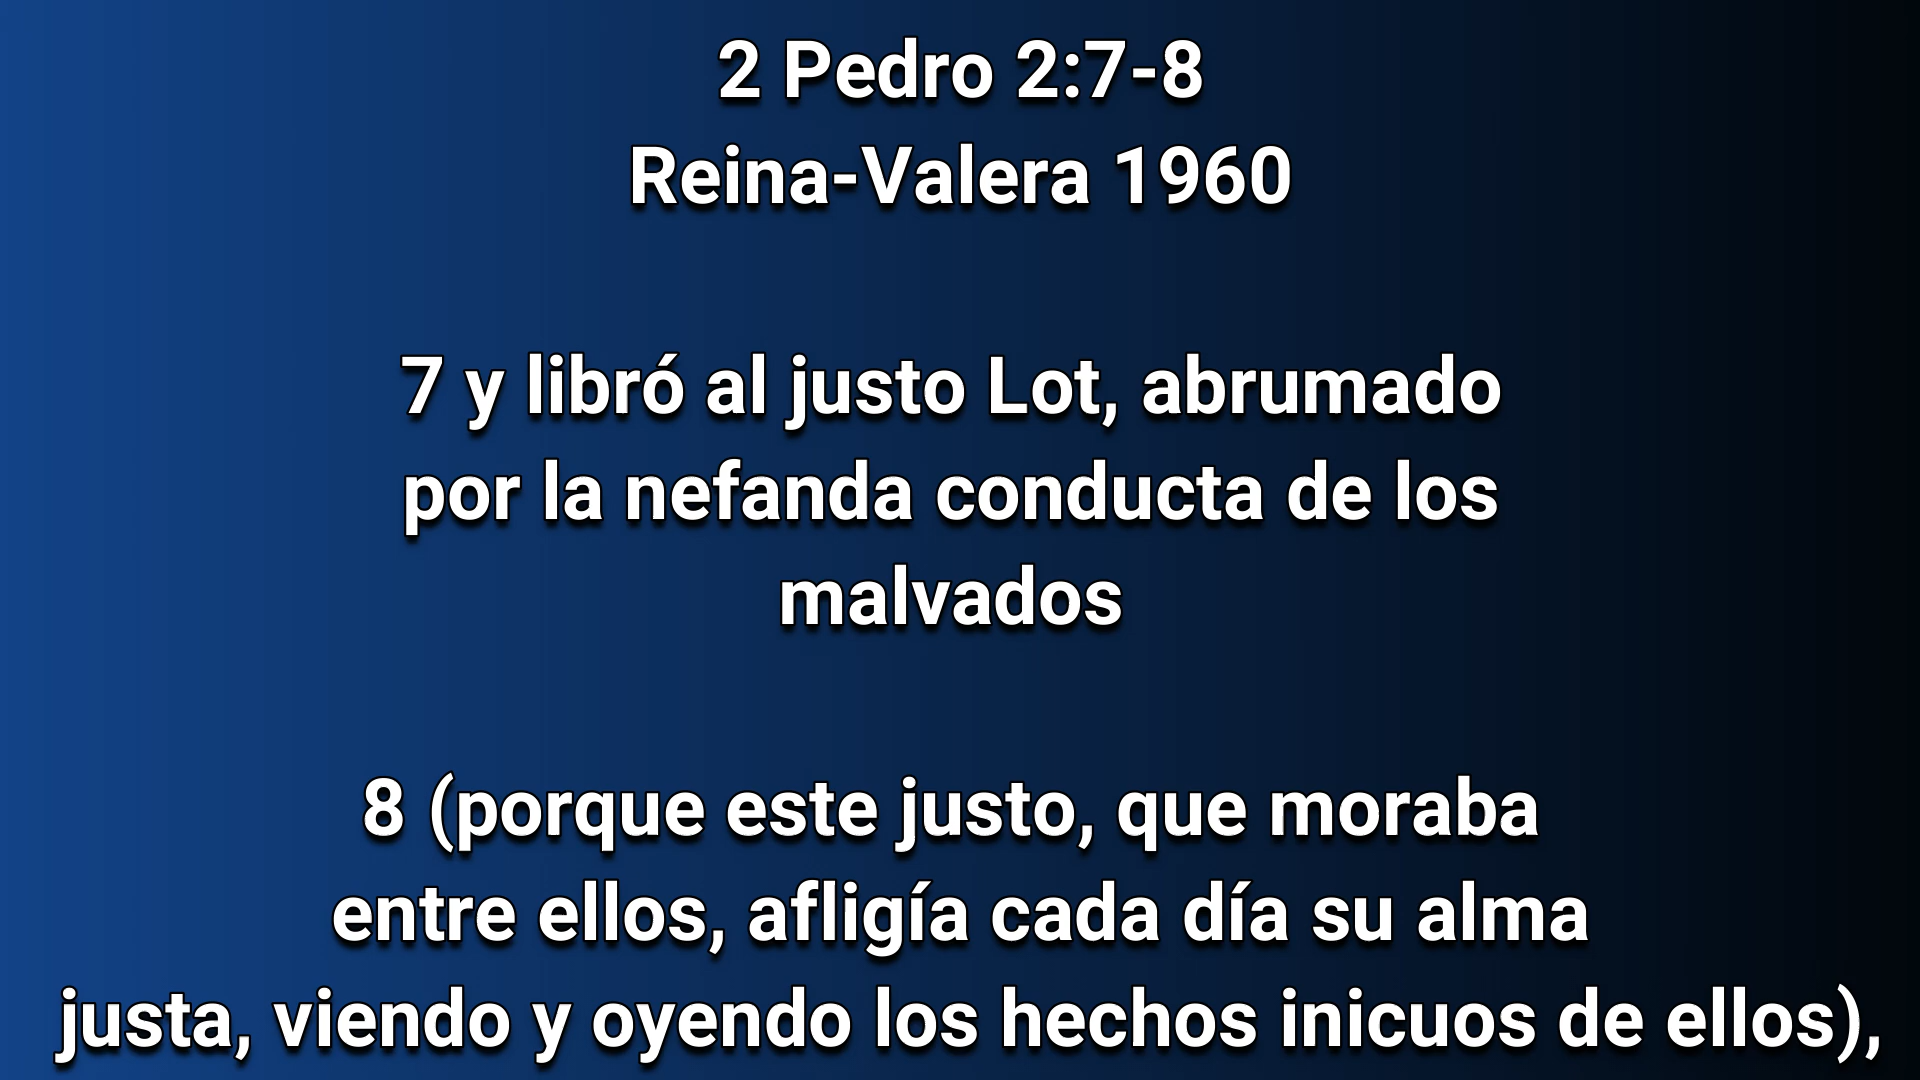 2 Pedro 2:7-8
Reina-Valera 1960
7 y libró al justo Lot, abrumado
por la nefanda conducta de los
malvados
8 (porque este justo, que moraba
entre ellos, afligía cada día su alma
justa, viendo y oyendo los hechos inicuos de ellos),